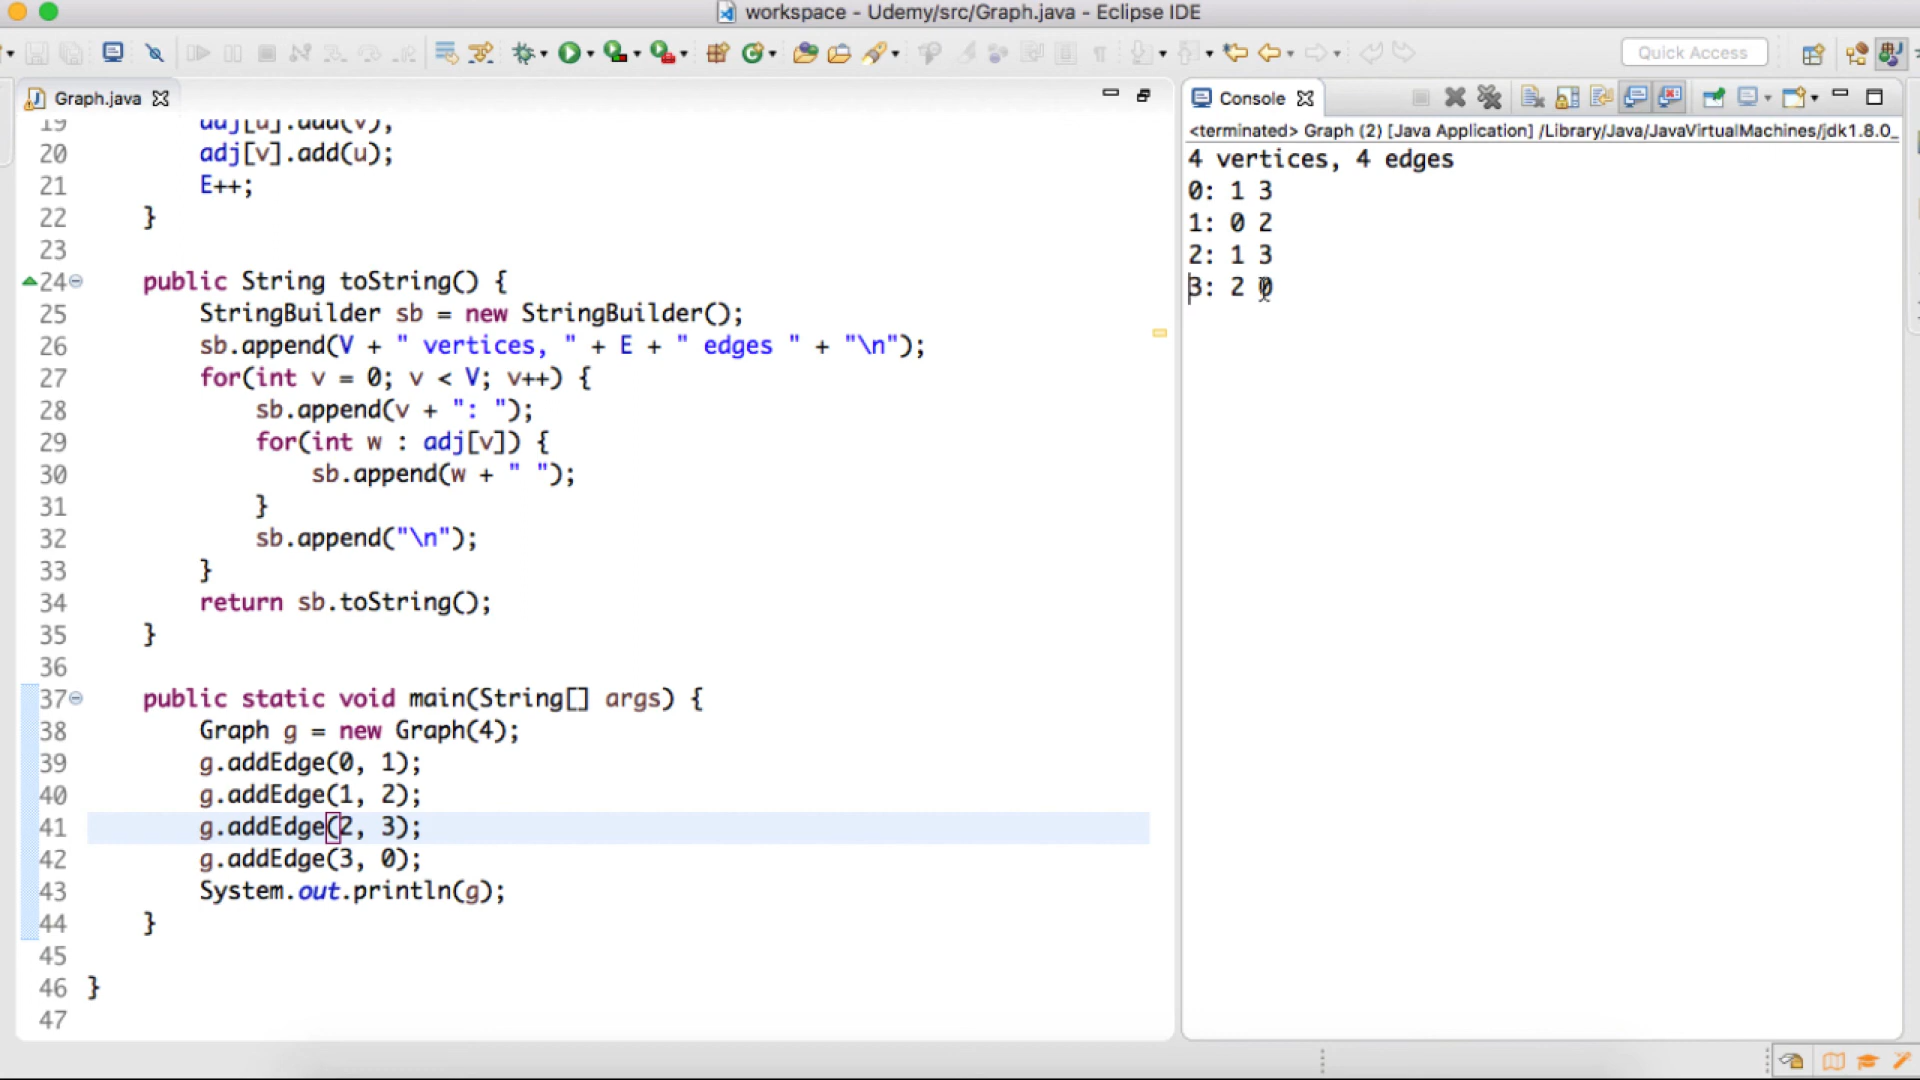 workspace - Udemy/src/Graph.java - Eclipse IDE
Quick Access
Graph.java
19 adj[u].add(v);
20 adj[v].add(u);
21 E++;
22 }
23
24 public String toString() {
25 StringBuilder sb = new StringBuilder();
26 sb.append(V + " vertices, " + E + " edges " + "\n");
27 for(int v = 0; v < V; v++) {
28 sb.append(v + ": ");
29 for(int w : adj[v]) {
30 sb.append(w + " ");
31 }
32 sb.append("\n");
33 }
34 return sb.toString();
35 }
36
37 public static void main(String[] args) {
38 Graph g = new Graph(4);
39 g.addEdge(0, 1);
40 g.addEdge(1, 2);
41 g.addEdge(2, 3);
42 g.addEdge(3, 0);
43 System.out.println(g);
44 }
45
46 }
47
Console
<terminated> Graph (2) [Java Application] /Library/Java/JavaVirtualMachines/jdk1.8.0_
4 vertices, 4 edges
0: 1 3
1: 0 2
2: 1 3
3: 2 0